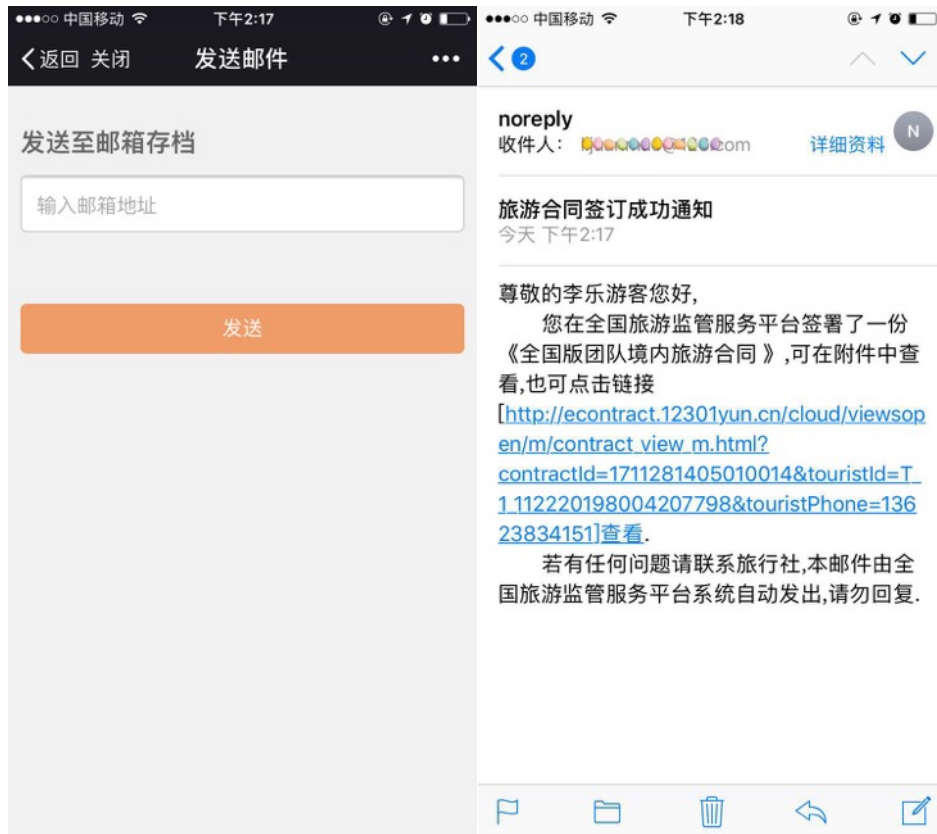 中国移动 下午2:17
返回 关闭 发送邮件
发送至邮箱存档
输入邮箱地址
发送
中国移动 下午2:18
2
noreply
收件人： com 详细资料 N
旅游合同签订成功通知
今天 下午2:17
尊敬的李乐游客您好,
您在全国旅游监管服务平台签署了一份
《全国版团队境内旅游合同 》,可在附件中查
看,也可点击链接
[http://econtract.12301yun.cn/cloud/viewsop
en/m/contract_view_m.html?
contractId=1711281405010014&touristId=T_
1_112220198004207798&touristPhone=136
23834151]查看.
若有任何问题请联系旅行社,本邮件由全
国旅游监管服务平台系统自动发出,请勿回复.